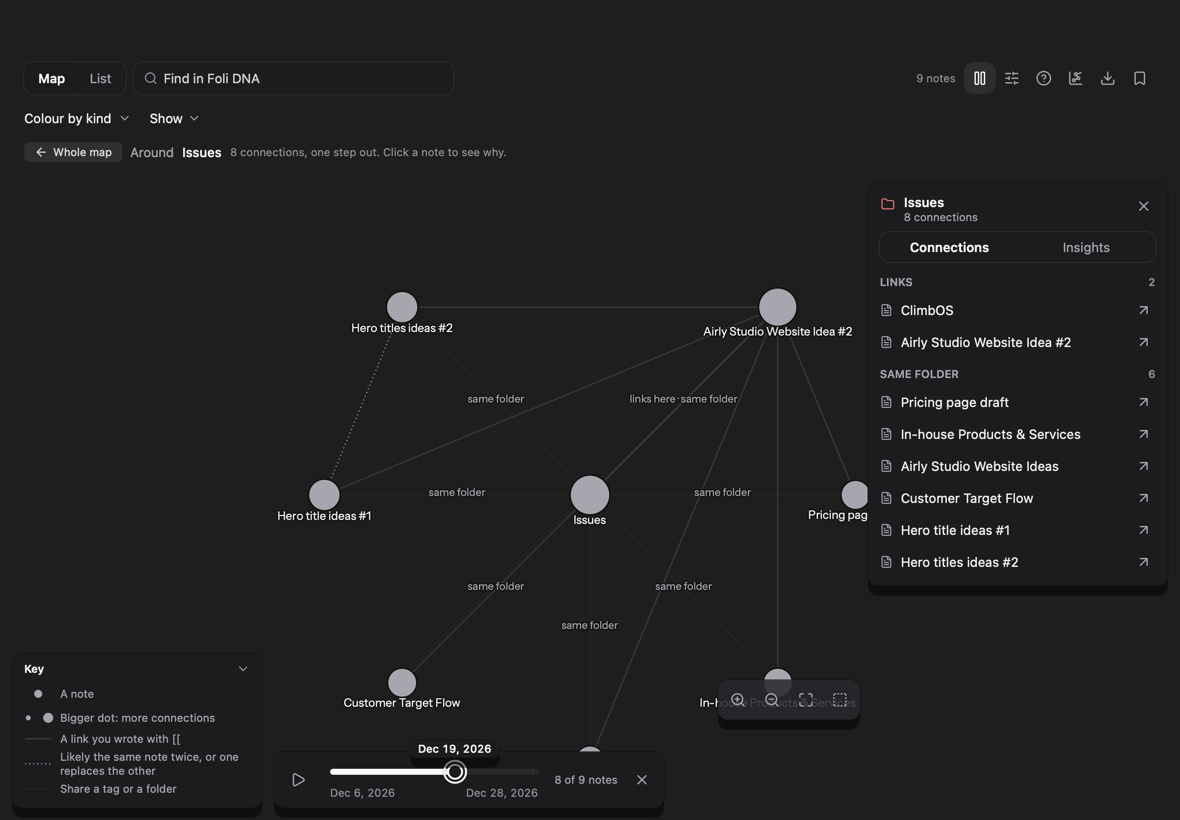 Map
List
Find in Foli DNA
9 notes
Colour by kind
Show
Whole map
Around Issues 8 connections, one step out. Click a note to see why.
Issues
8 connections
Connections
Insights
LINKS 2
ClimbOS
Airly Studio Website Idea #2
SAME FOLDER 6
Pricing page draft
In-house Products & Services
Airly Studio Website Ideas
Customer Target Flow
Hero title ideas #1
Hero titles ideas #2
Hero titles ideas #2
Airly Studio Website Idea #2
same folder
links here · same folder
same folder
same folder
Hero title ideas #1
Issues
Pricing pag
same folder
same folder
same folder
Customer Target Flow
In-house Products & Services
Key
A note
Bigger dot: more connections
A link you wrote with [[
Likely the same note twice, or one
replaces the other
Share a tag or a folder
Dec 19, 2026
8 of 9 notes
Dec 6, 2026
Dec 28, 2026